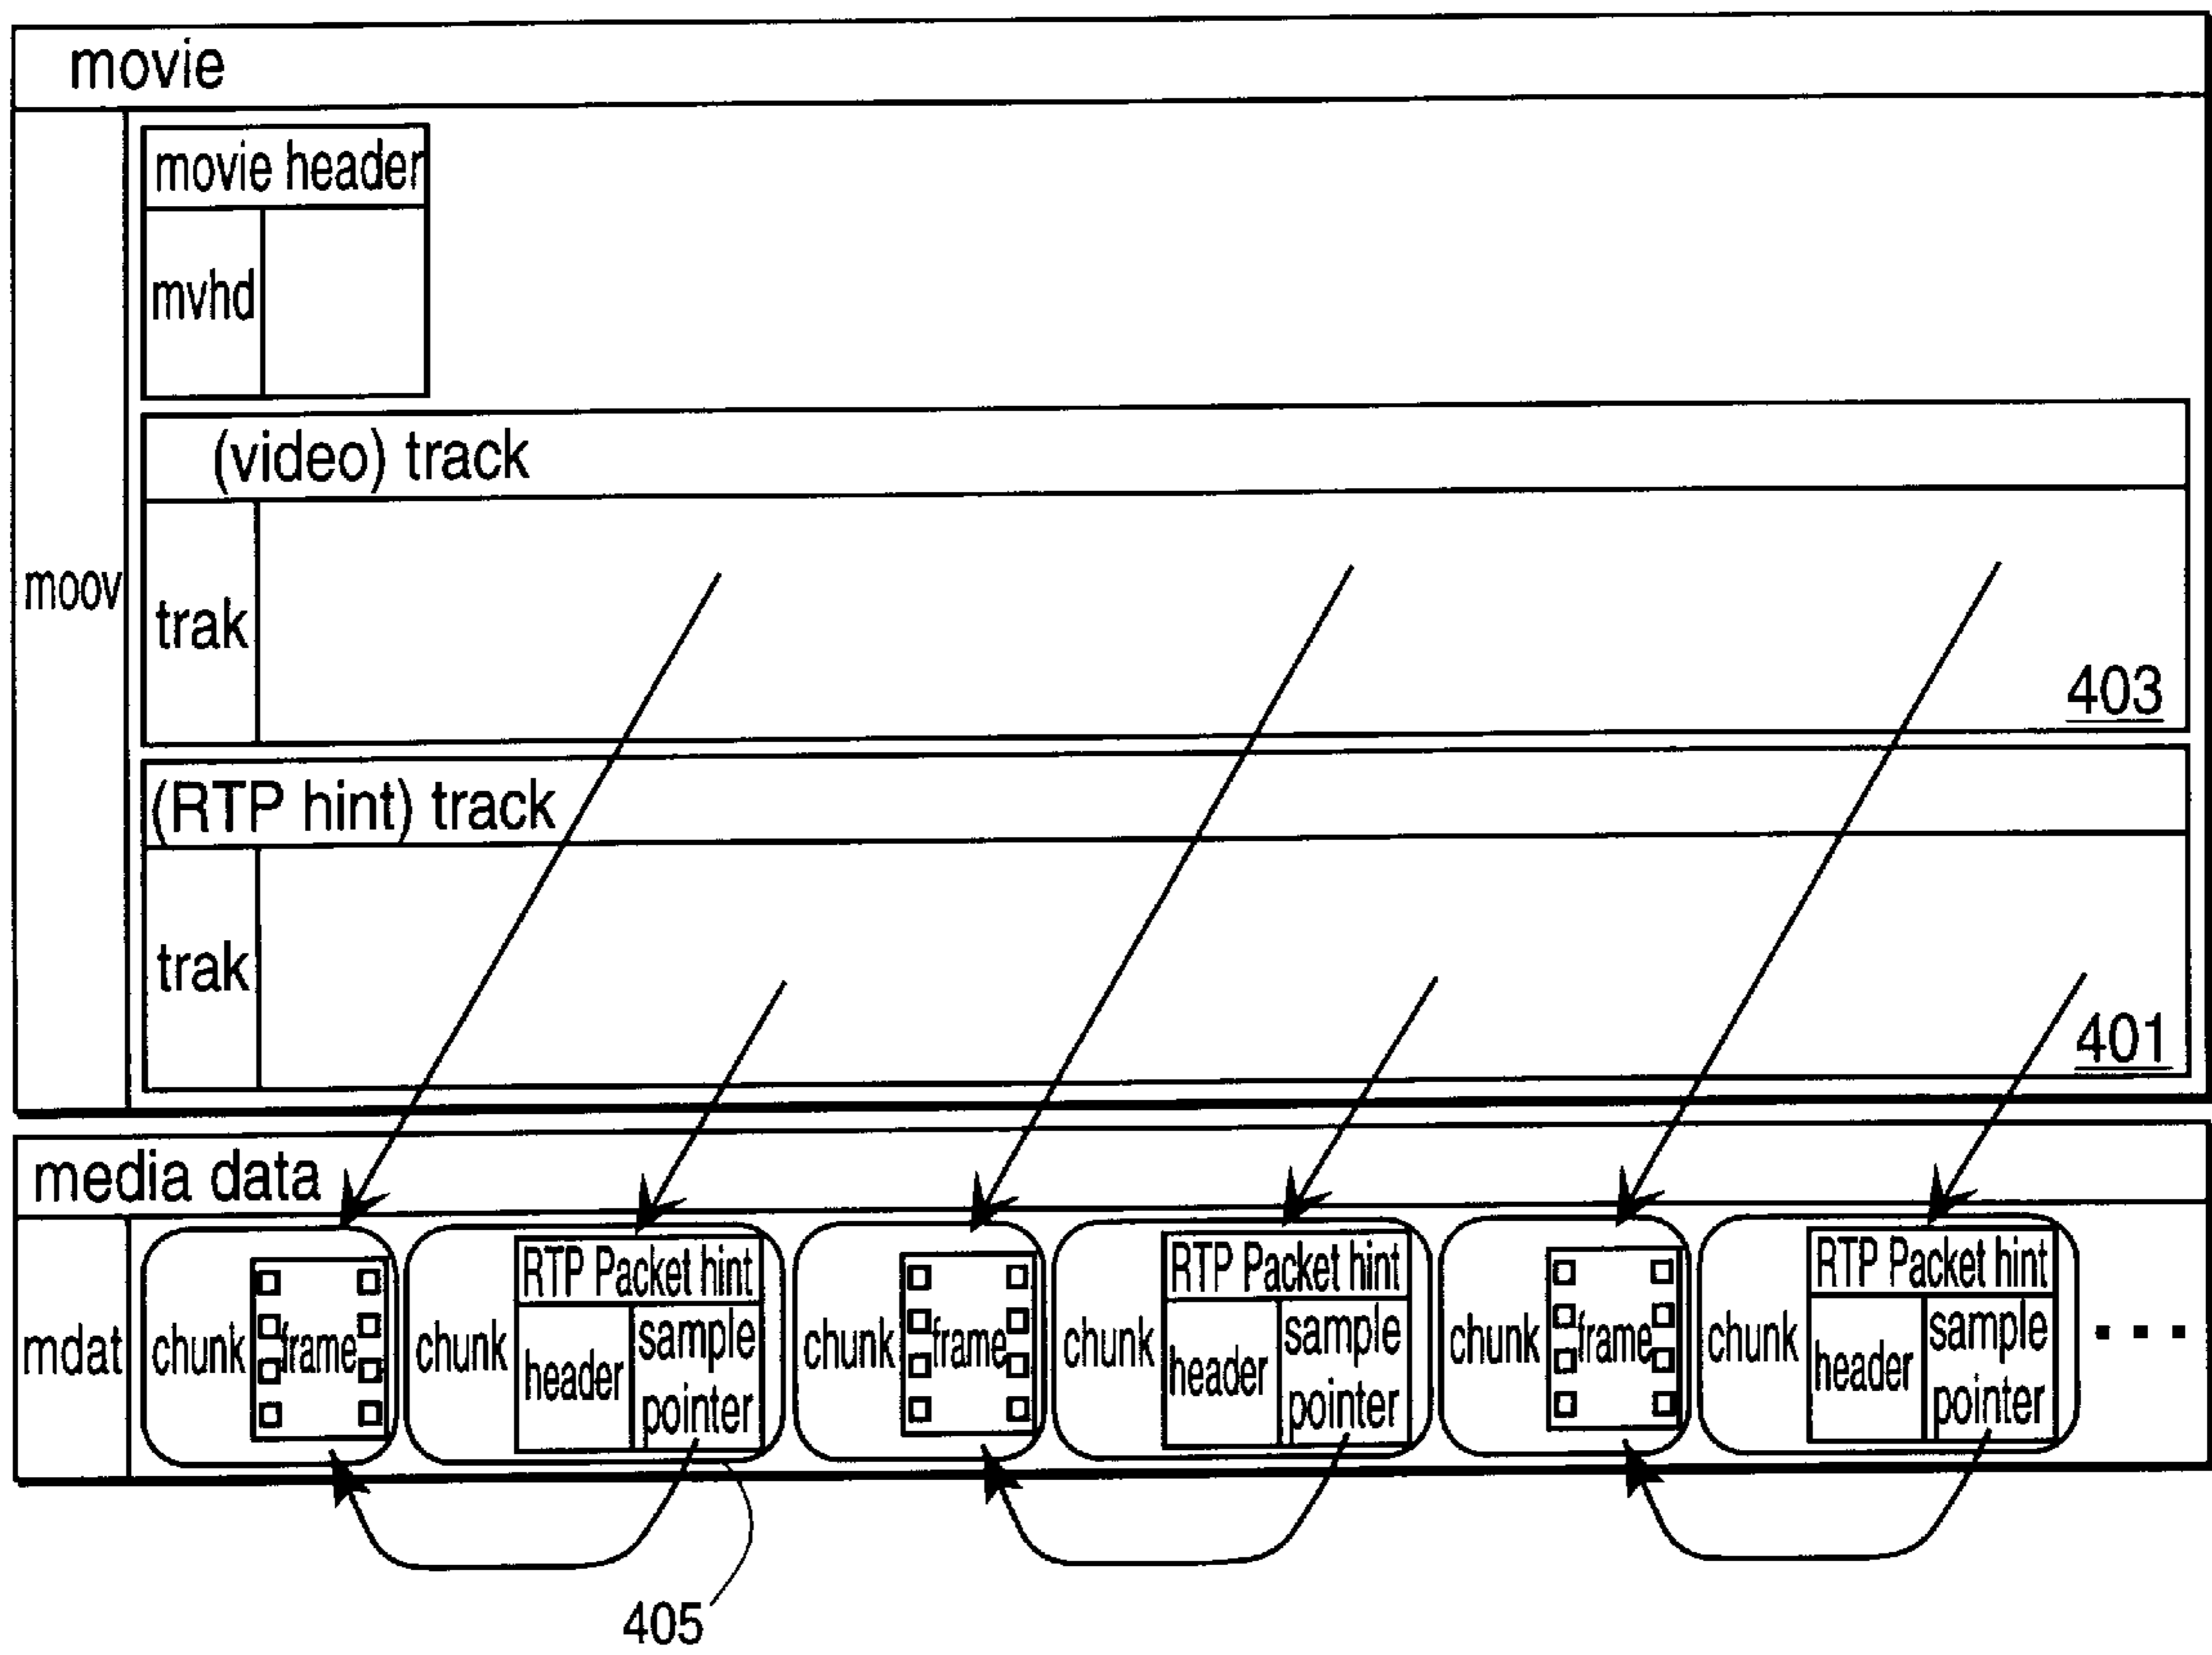 movie
movie header
mvhd
moov
(video) track
trak
403
(RTP hint) track
trak
401
media data
mdat
chunk
frame
chunk
RTP Packet hint
header
sample
pointer
chunk
frame
chunk
RTP Packet hint
header
sample
pointer
chunk
frame
chunk
RTP Packet hint
header
sample
pointer
405